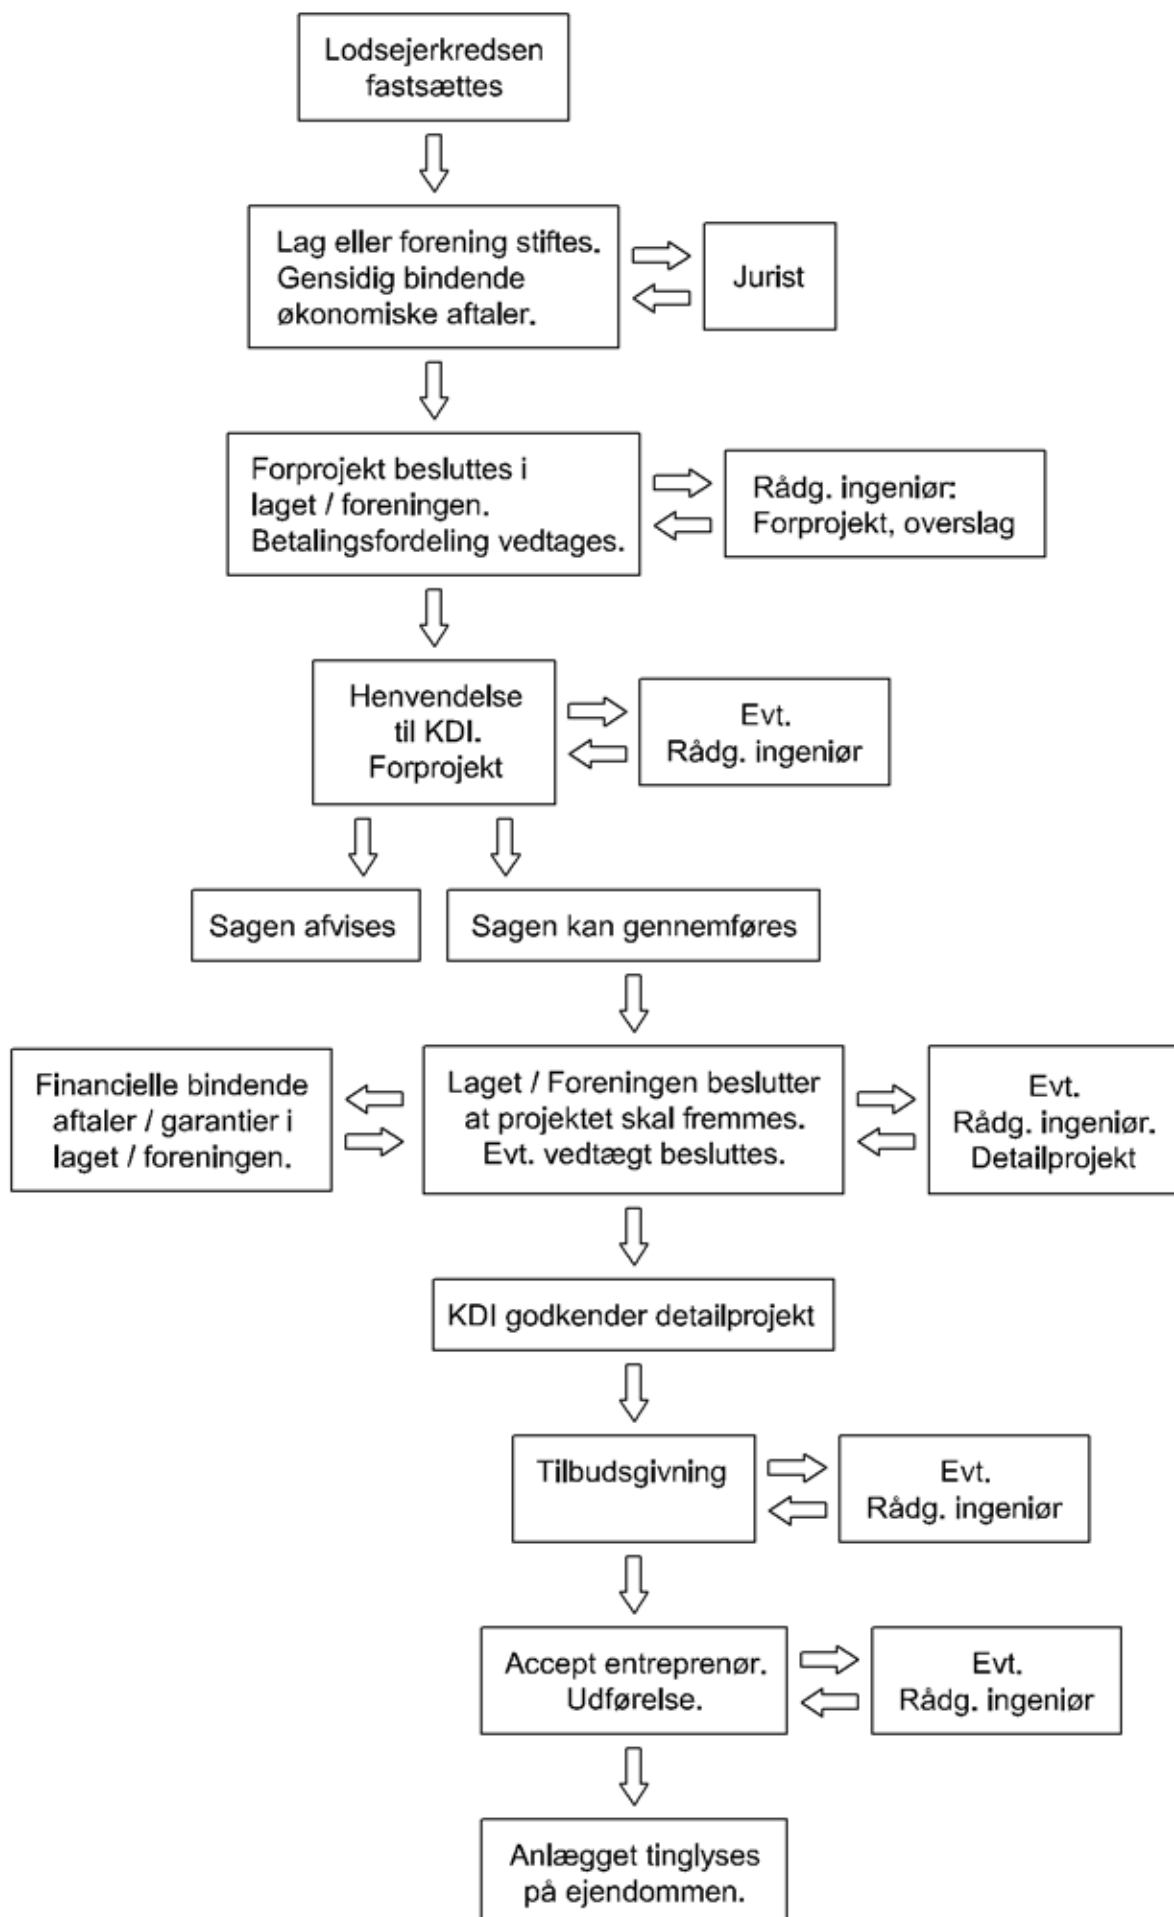 Lodsejerkredsen
fastsættes
Lag eller forening stiftes.
Gensidig bindende
økonomiske aftaler.
Jurist
Forprojekt besluttes i
laget / foreningen.
Betalingsfordeling vedtages.
Rådg. ingeniør:
Forprojekt, overslag
Henvendelse
til KDI.
Forprojekt
Evt.
Rådg. ingeniør
Sagen afvises
Sagen kan gennemføres
Financielle bindende
aftaler / garantier i
laget / foreningen.
Laget / Foreningen beslutter
at projektet skal fremmes.
Evt. vedtægt besluttes.
Evt.
Rådg. ingeniør.
Detailprojekt
KDI godkender detailprojekt
Tilbudsgivning
Evt.
Rådg. ingeniør
Accept entreprenør.
Udførelse.
Evt.
Rådg. ingeniør
Anlægget tinglyses
på ejendommen.